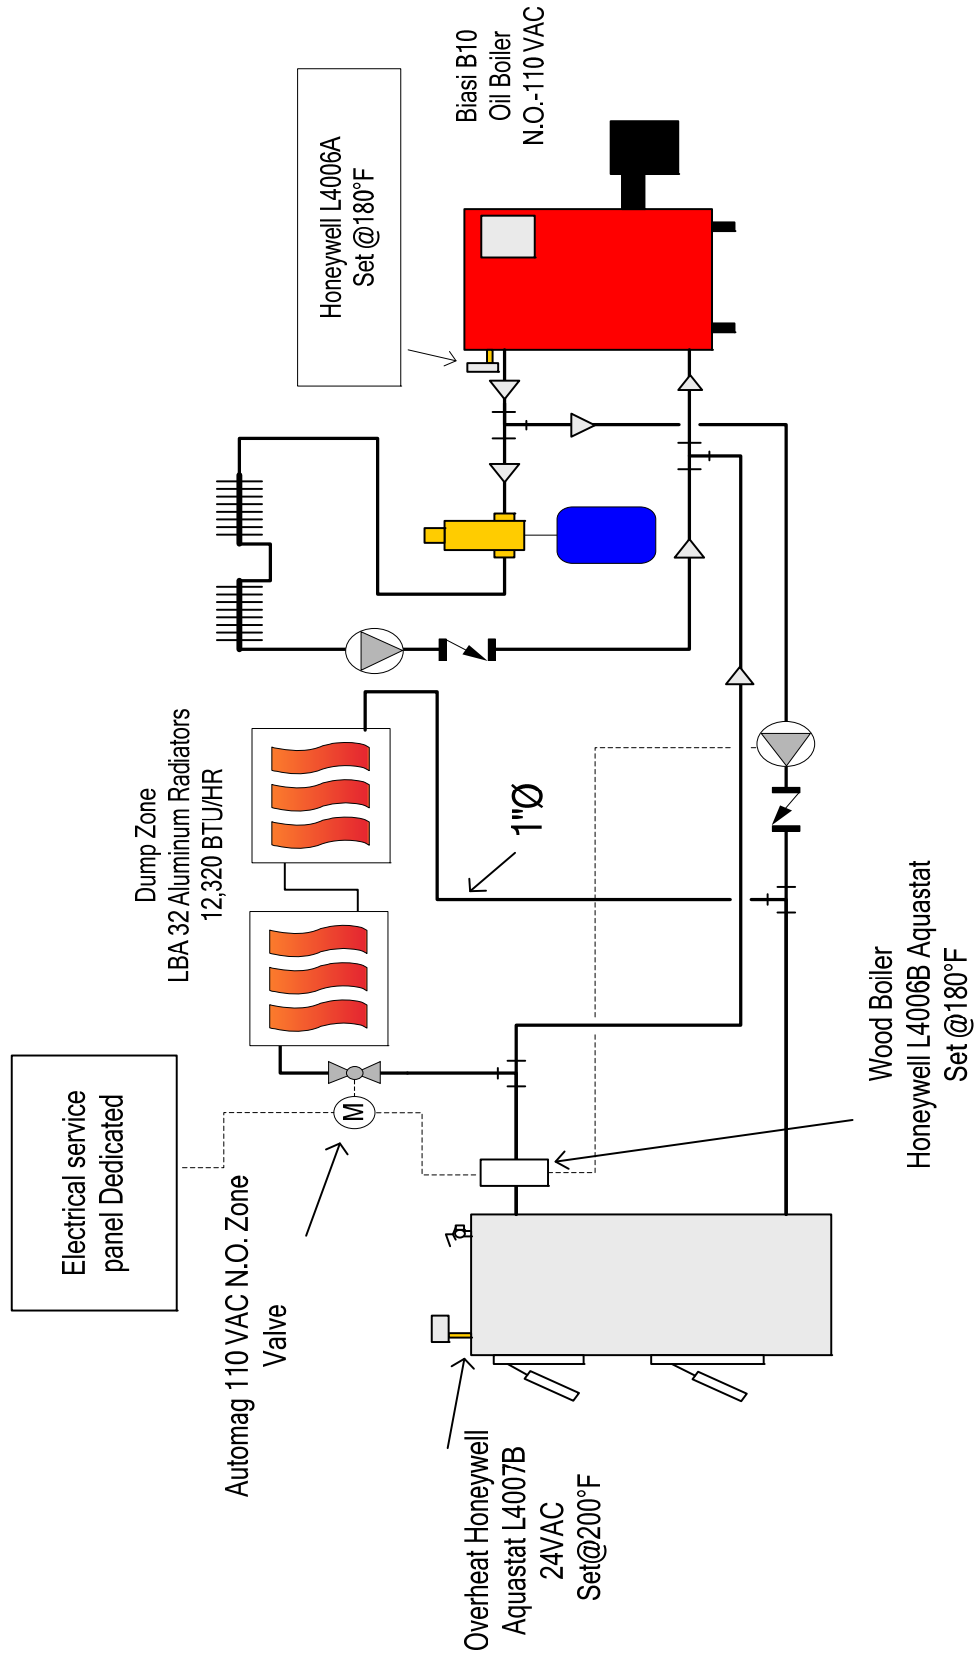 Electrical service
panel Dedicated
Automag 110 VAC N.O. Zone
Valve
Overheat Honeywell
Aquastat L4007B
24VAC
Set@200°F
M
Dump Zone
LBA 32 Aluminum Radiators
12,320 BTU/HR
1"Ø
Wood Boiler
Honeywell L4006B Aquastat
Set @180°F
Honeywell L4006A
Set @180°F
Biasi B10
Oil Boiler
N.O.-110 VAC